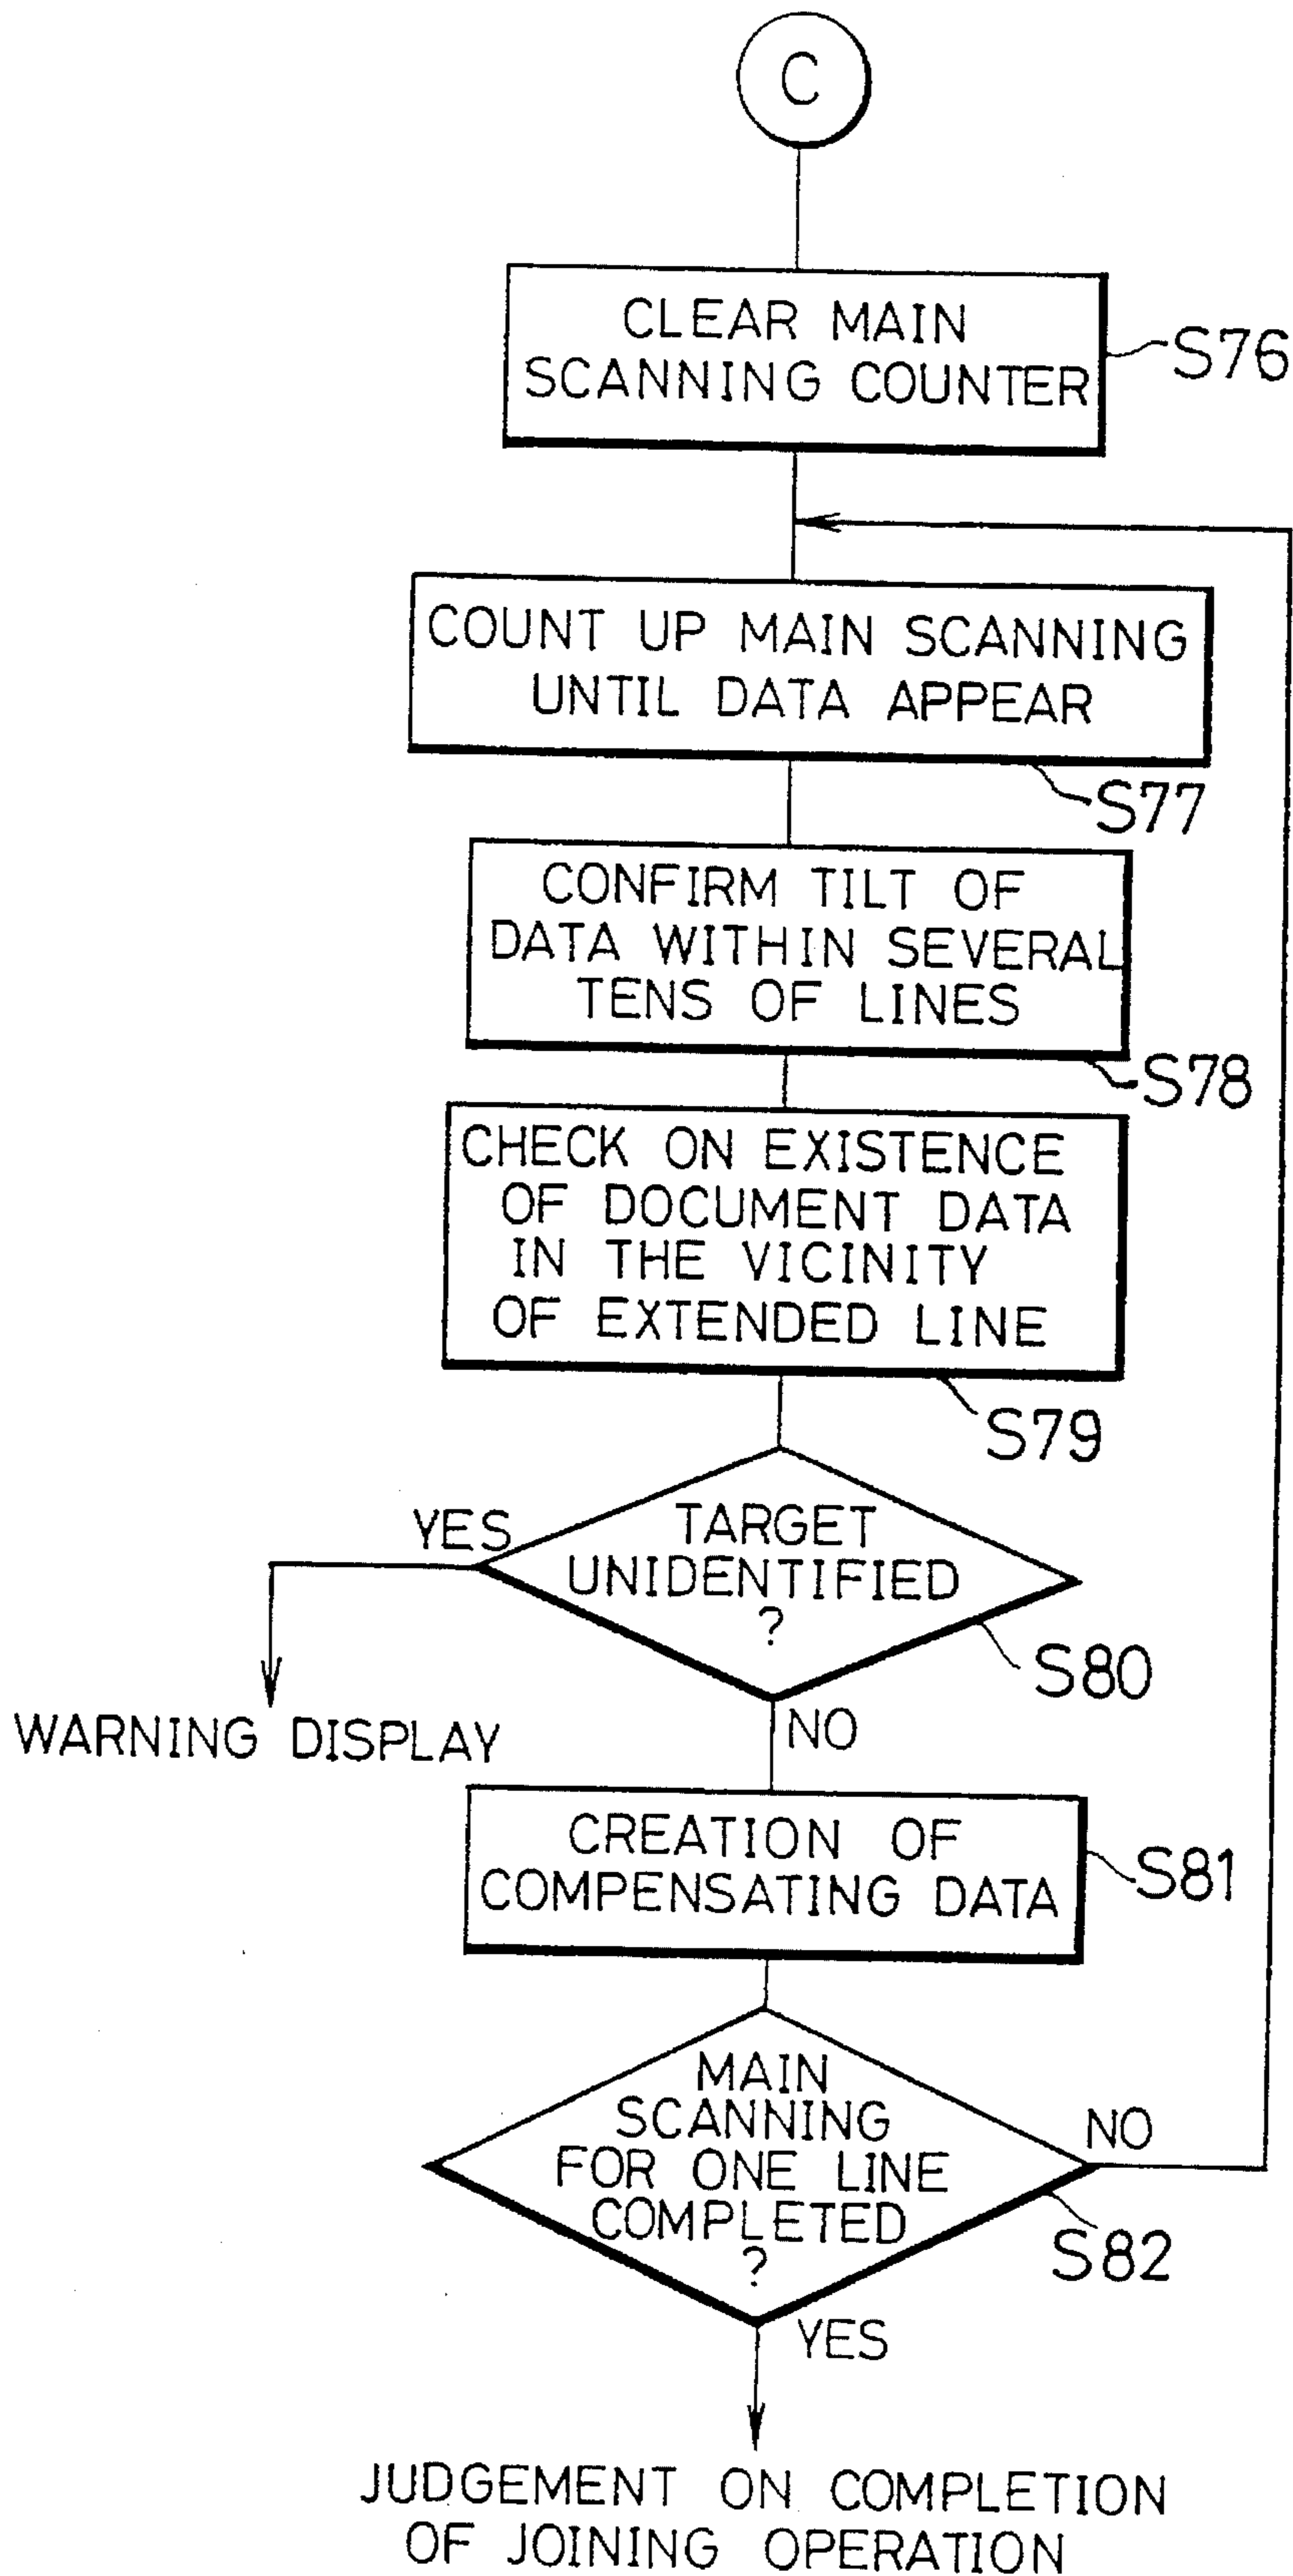 C
CLEAR MAIN
SCANNING COUNTER
S76
COUNT UP MAIN SCANNING
UNTIL DATA APPEAR
S77
CONFIRM TILT OF
DATA WITHIN SEVERAL
TENS OF LINES
S78
CHECK ON EXISTENCE
OF DOCUMENT DATA
IN THE VICINITY
OF EXTENDED LINE
S79
TARGET
UNIDENTIFIED
?
YES
S80
WARNING DISPLAY
NO
CREATION OF
COMPENSATING DATA
S81
MAIN
SCANNING
FOR ONE LINE
COMPLETED
?
NO
S82
YES
JUDGEMENT ON COMPLETION
OF JOINING OPERATION